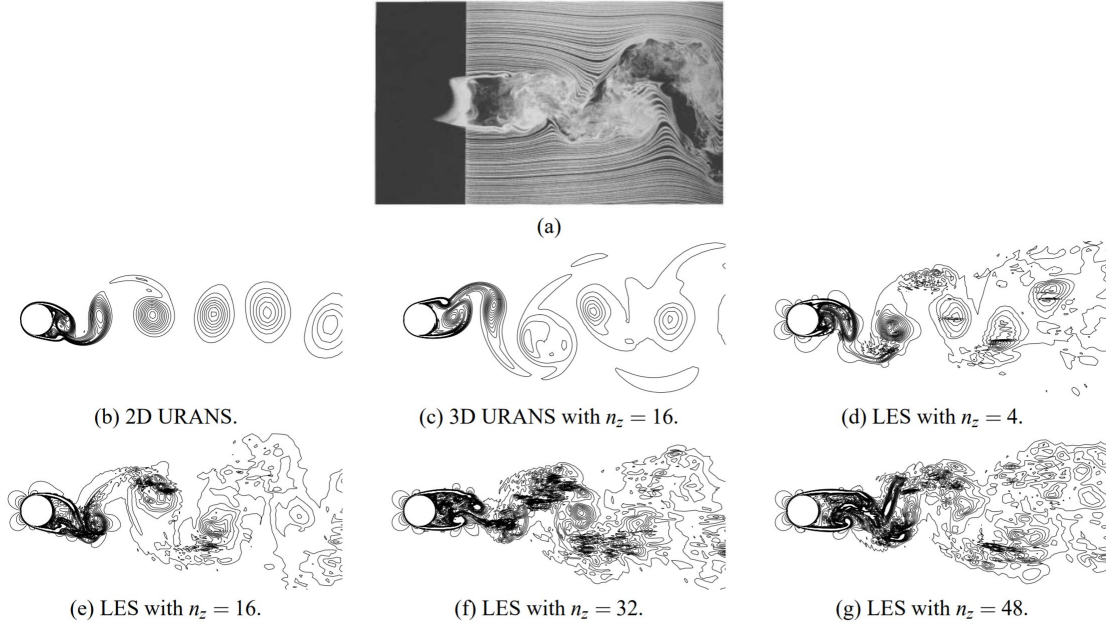 (a)
(b) 2D URANS.
(c) 3D URANS with n_z = 16.
(d) LES with n_z = 4.
(e) LES with n_z = 16.
(f) LES with n_z = 32.
(g) LES with n_z = 48.